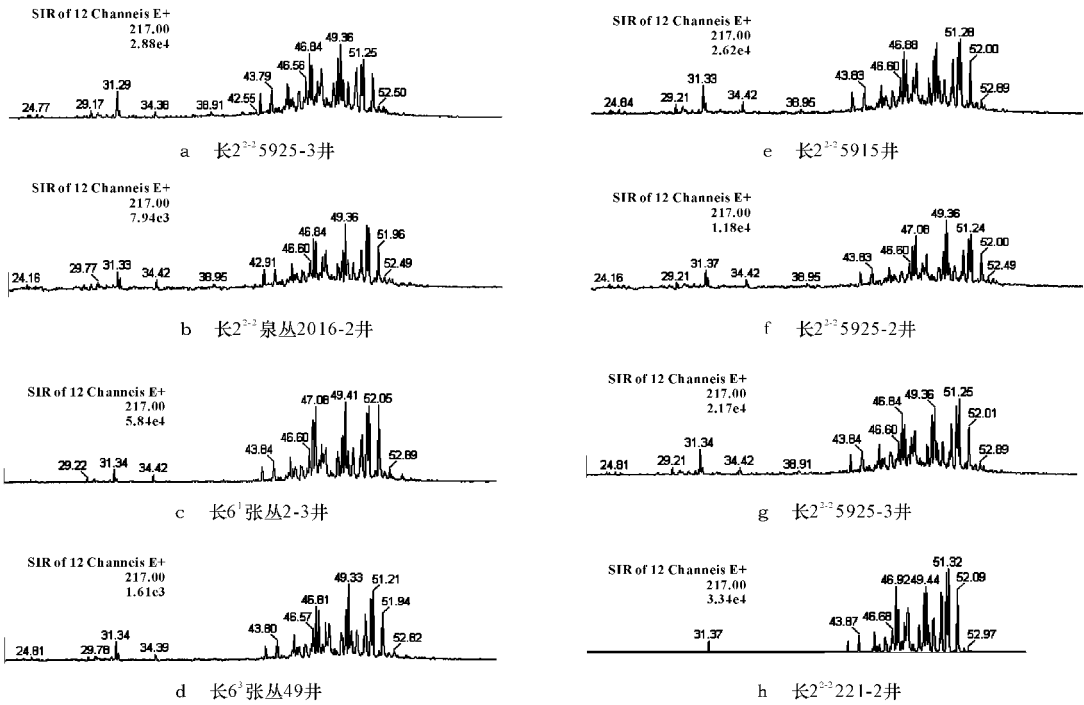 SIR of 12 Channeis E+
217.00
2.88e4
24.77 29.17 31.29 34.38 38.91 42.55 43.79 46.56 46.84 49.36 51.25 52.50
a 长2²⁻²5925-3井
SIR of 12 Channeis E+
217.00
2.62e4
24.84 29.21 31.33 34.42 38.95 43.83 46.60 46.88 51.28 52.00 52.89
e 长2²⁻²5915井
SIR of 12 Channeis E+
217.00
7.94e3
24.16 29.77 31.33 34.42 38.95 42.91 46.60 46.84 49.36 51.96 52.49
b 长2²⁻²泉丛2016-2井
SIR of 12 Channeis E+
217.00
1.18e4
24.16 29.21 31.37 34.42 38.95 43.83 46.60 47.08 49.36 51.24 52.00 52.49
f 长2²⁻²5925-2井
SIR of 12 Channeis E+
217.00
5.84e4
29.22 31.34 34.42 43.84 46.60 47.08 49.41 52.05 52.89
c 长6¹张丛2-3井
SIR of 12 Channeis E+
217.00
2.17e4
24.81 29.21 31.34 34.42 38.91 43.84 46.60 46.84 49.36 51.25 52.01 52.89
g 长2²⁻²5925-3井
SIR of 12 Channeis E+
217.00
1.61e3
24.81 29.78 31.34 34.39 43.80 46.57 46.81 49.33 51.21 51.94 52.82
d 长6³张丛49井
SIR of 12 Channeis E+
217.00
3.34e4
31.37 43.87 46.68 46.92 49.44 51.32 52.09 52.97
h 长2²⁻²221-2井